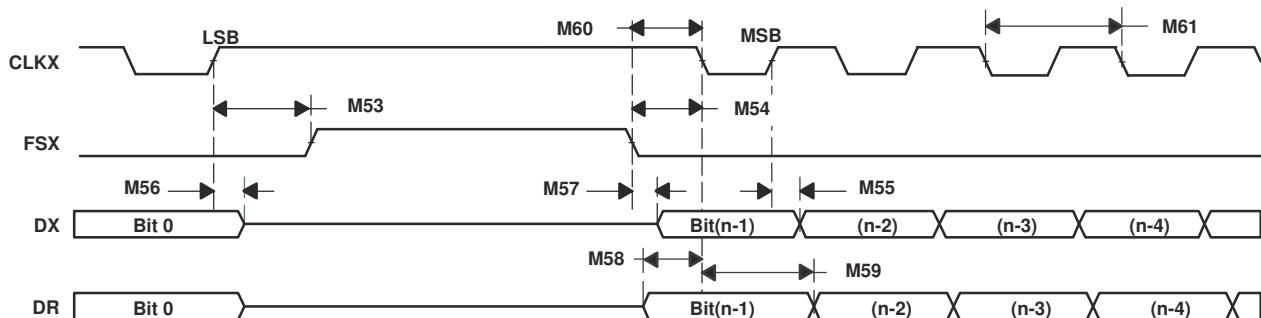 LSB M60 MSB M61
CLKX
M53 M54
FSX
M56 M57 M55
DX Bit 0 Bit(n-1) (n-2) (n-3) (n-4)
M58 M59
DR Bit 0 Bit(n-1) (n-2) (n-3) (n-4)